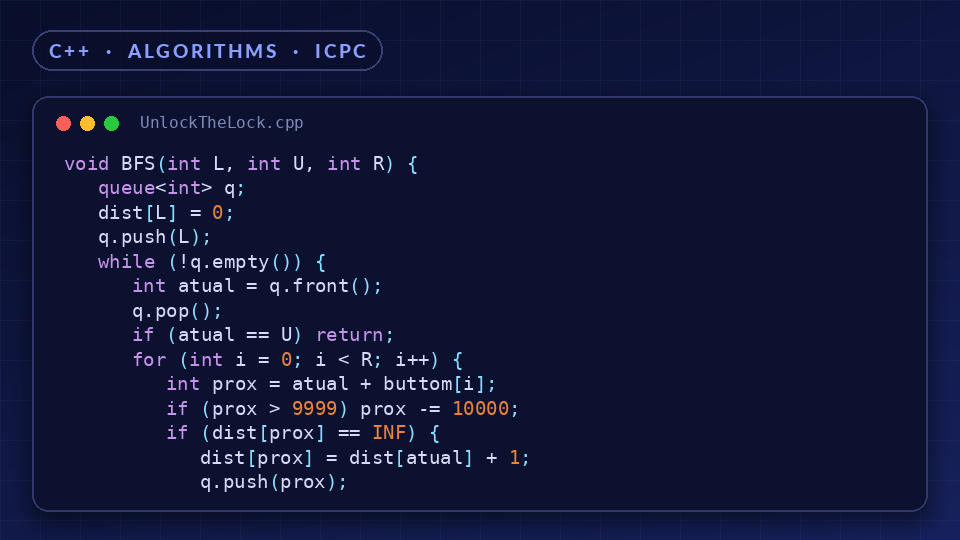 C++ · ALGORITHMS · ICPC
UnlockTheLock.cpp
void BFS(int L, int U, int R) {
   queue<int> q;
   dist[L] = 0;
   q.push(L);
   while (!q.empty()) {
      int atual = q.front();
      q.pop();
      if (atual == U) return;
      for (int i = 0; i < R; i++) {
         int prox = atual + buttom[i];
         if (prox > 9999) prox -= 10000;
         if (dist[prox] == INF) {
            dist[prox] = dist[atual] + 1;
            q.push(prox);